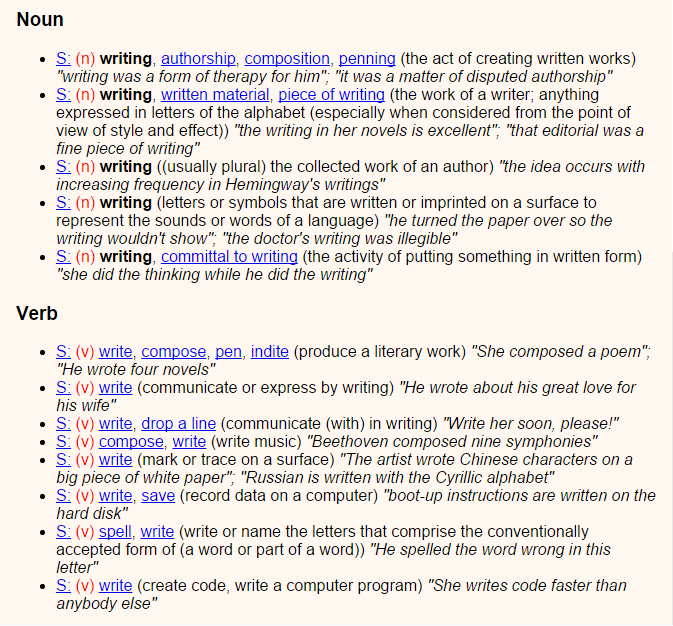 Noun
S: (n) writing, authorship, composition, penning (the act of creating written works)
"writing was a form of therapy for him"; "it was a matter of disputed authorship"
S: (n) writing, written material, piece of writing (the work of a writer; anything
expressed in letters of the alphabet (especially when considered from the point of
view of style and effect)) "the writing in her novels is excellent"; "that editorial was a
fine piece of writing"
S: (n) writing ((usually plural) the collected work of an author) "the idea occurs with
increasing frequency in Hemingway's writings"
S: (n) writing (letters or symbols that are written or imprinted on a surface to
represent the sounds or words of a language) "he turned the paper over so the
writing wouldn't show"; "the doctor's writing was illegible"
S: (n) writing, committal to writing (the activity of putting something in written form)
"she did the thinking while he did the writing"
Verb
S: (v) write, compose, pen, indite (produce a literary work) "She composed a poem";
"He wrote four novels"
S: (v) write (communicate or express by writing) "He wrote about his great love for
his wife"
S: (v) write, drop a line (communicate (with) in writing) "Write her soon, please!"
S: (v) compose, write (write music) "Beethoven composed nine symphonies"
S: (v) write (mark or trace on a surface) "The artist wrote Chinese characters on a
big piece of white paper"; "Russian is written with the Cyrillic alphabet"
S: (v) write, save (record data on a computer) "boot-up instructions are written on the
hard disk"
S: (v) spell, write (write or name the letters that comprise the conventionally
accepted form of (a word or part of a word)) "He spelled the word wrong in this
letter"
S: (v) write (create code, write a computer program) "She writes code faster than
anybody else"